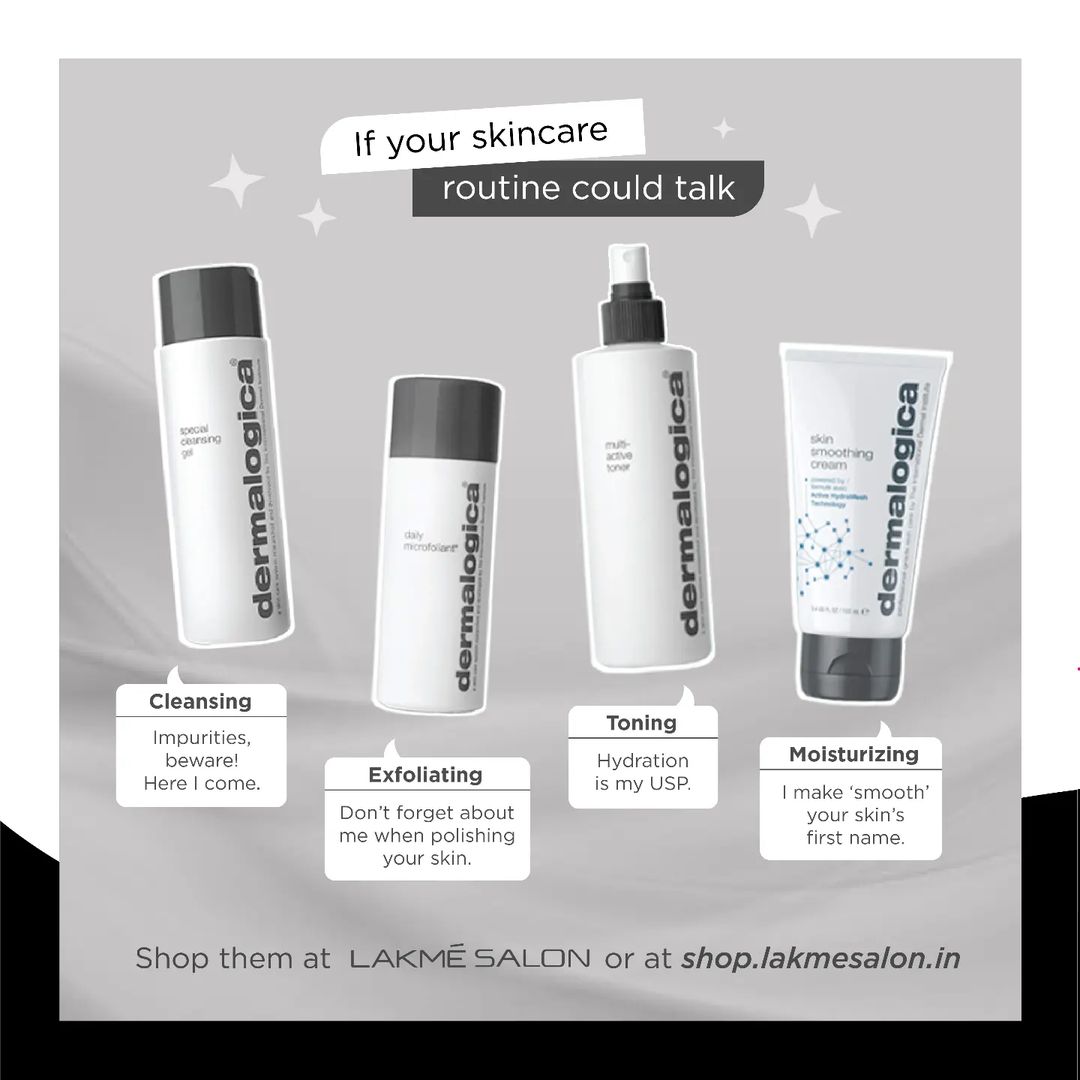 If your skincare
routine could talk
special
cleansing
gel
dermalogica®
daily
microfoliant®
dermalogica®
multi-
active
toner
dermalogica®
skin
smoothing
cream
Active HydraMesh
Technology
dermalogica®
Cleansing
Impurities,
beware!
Here I come.
Exfoliating
Don’t forget about
me when polishing
your skin.
Toning
Hydration
is my USP.
Moisturizing
I make ‘smooth’
your skin’s
first name.
Shop them at LAKMÉ SALON or at shop.lakmesalon.in